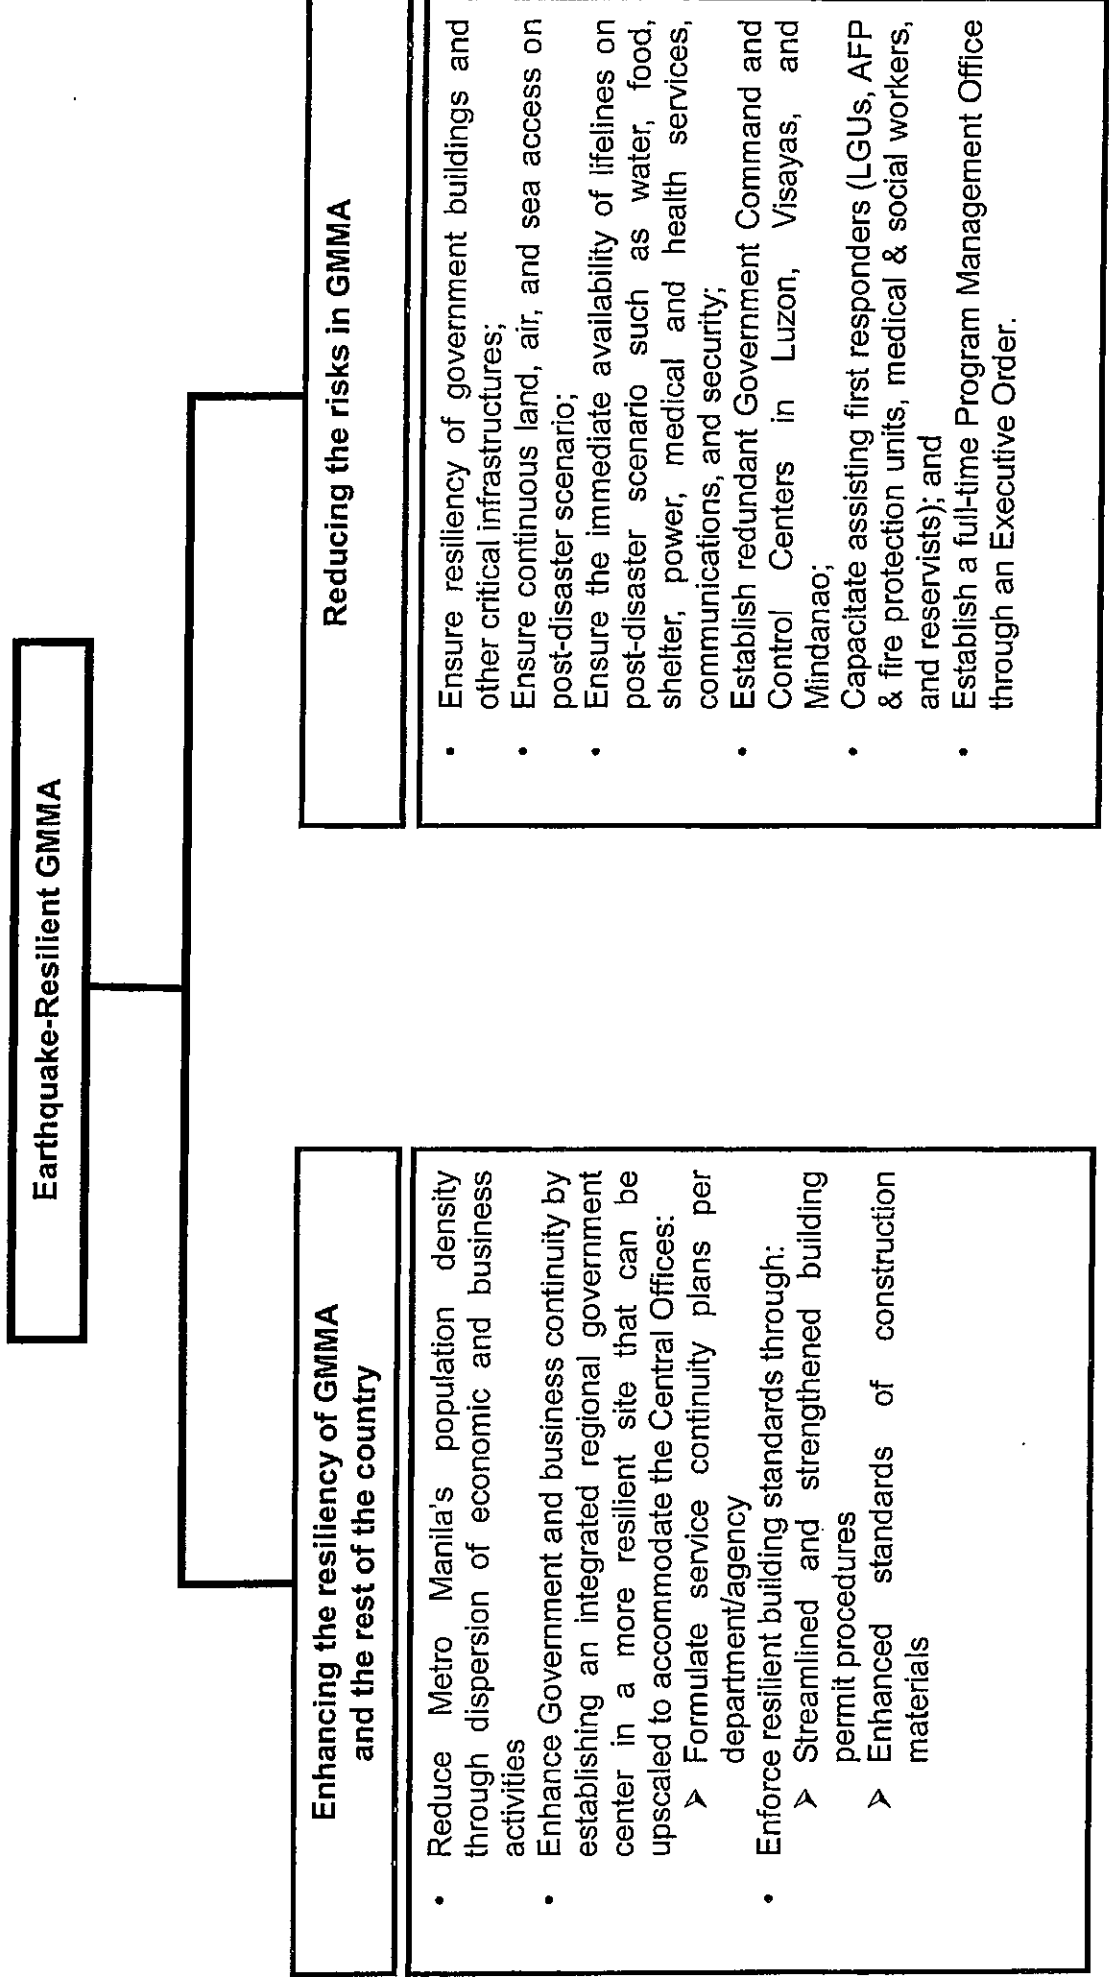 Earthquake-Resilient GMMA
Enhancing the resiliency of GMMA
and the rest of the country
• Reduce Metro Manila's population density
through dispersion of economic and business
activities
• Enhance Government and business continuity by
establishing an integrated regional government
center in a more resilient site that can be
upscaled to accommodate the Central Offices:
➢ Formulate service continuity plans per
department/agency
• Enforce resilient building standards through:
➢ Streamlined and strengthened building
permit procedures
➢ Enhanced standards of construction
materials
Reducing the risks in GMMA
• Ensure resiliency of government buildings and
other critical infrastructures;
• Ensure continuous land, air, and sea access on
post-disaster scenario;
• Ensure the immediate availability of lifelines on
post-disaster scenario such as water, food,
shelter, power, medical and health services,
communications, and security;
• Establish redundant Government Command and
Control Centers in Luzon, Visayas, and
Mindanao;
• Capacitate assisting first responders (LGUs, AFP
& fire protection units, medical & social workers,
and reservists); and
• Establish a full-time Program Management Office
through an Executive Order.